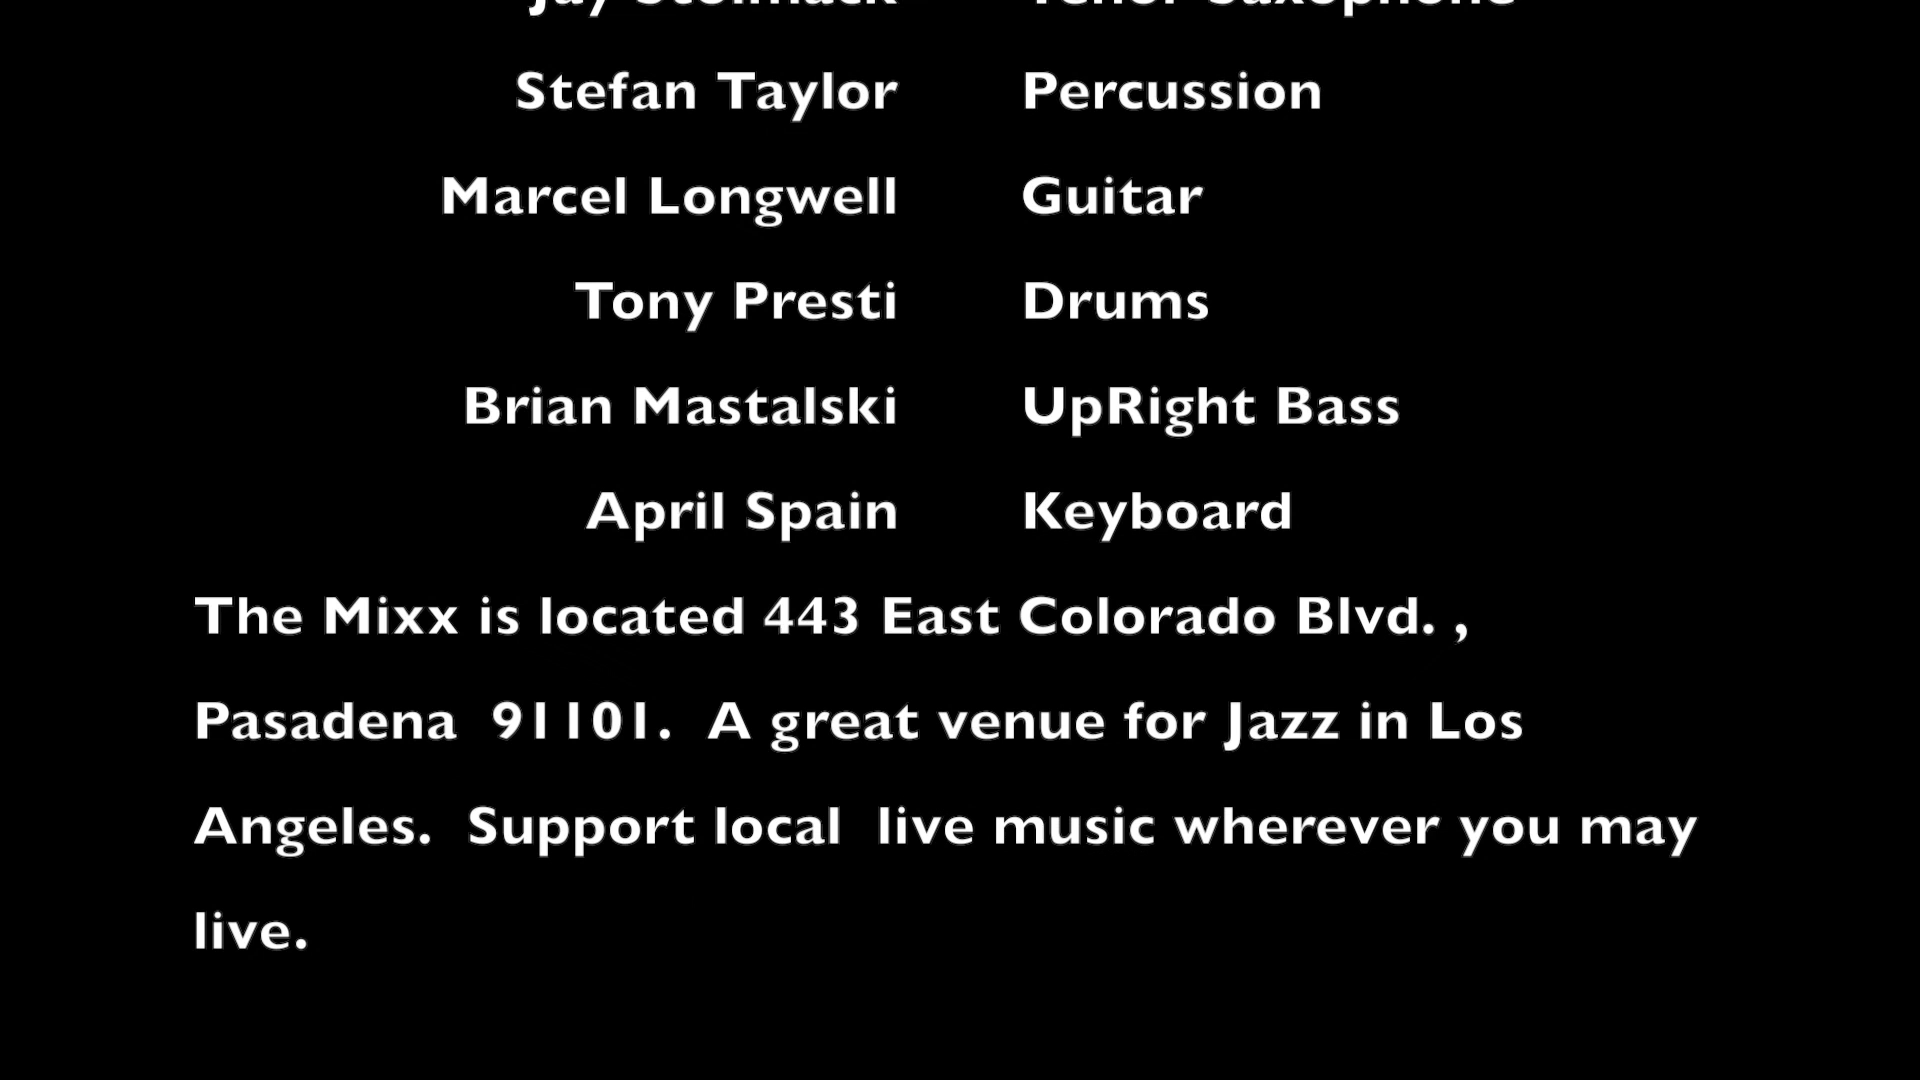 Stefan Taylor Percussion
Marcel Longwell Guitar
Tony Presti Drums
Brian Mastalski UpRight Bass
April Spain Keyboard
The Mixx is located 443 East Colorado Blvd. ,
Pasadena  91101.  A great venue for Jazz in Los
Angeles.  Support local  live music wherever you may
live.